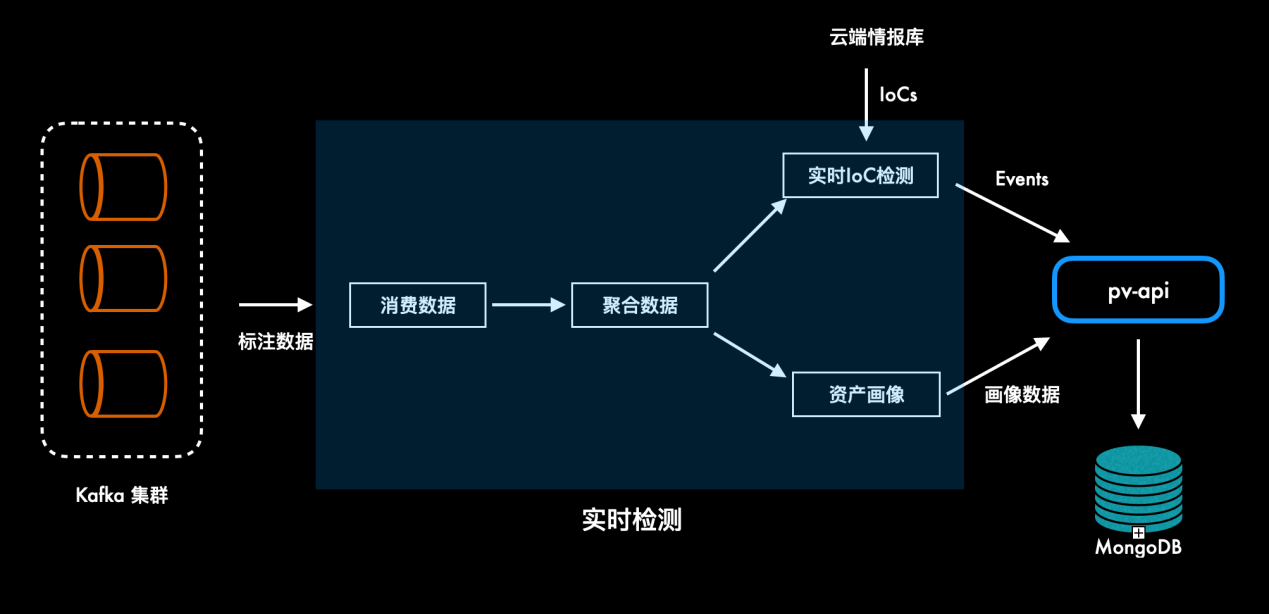 云端情报库
IoCs
实时IoC检测
Events
pv-api
消费数据
聚合数据
标注数据
资产画像
画像数据
Kafka 集群
实时检测
MongoDB